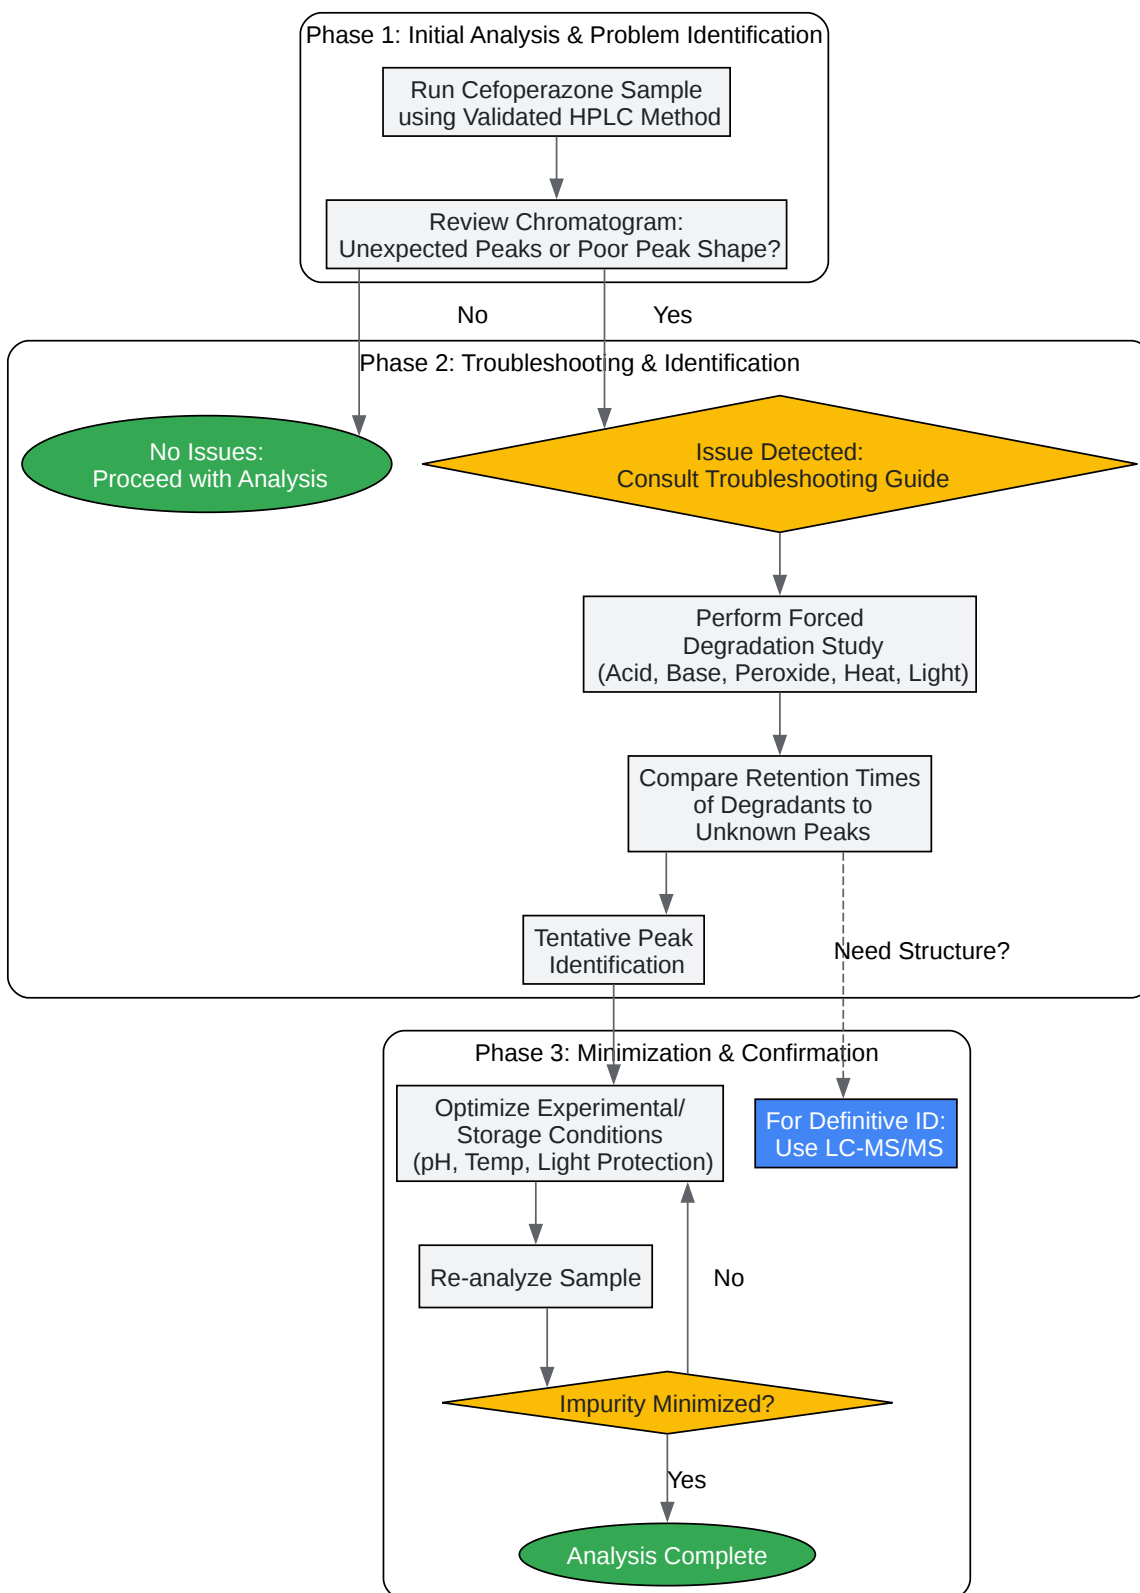 Phase 1: Initial Analysis & Problem Identification
Run Cefoperazone Sample
using Validated HPLC Method
Review Chromatogram:
Unexpected Peaks or Poor Peak Shape?
No
Yes
Phase 2: Troubleshooting & Identification
No Issues:
Proceed with Analysis
Issue Detected:
Consult Troubleshooting Guide
Perform Forced
Degradation Study
(Acid, Base, Peroxide, Heat, Light)
Compare Retention Times
of Degradants to
Unknown Peaks
Tentative Peak
Identification
Need Structure?
Phase 3: Minimization & Confirmation
Optimize Experimental/
Storage Conditions
(pH, Temp, Light Protection)
For Definitive ID:
Use LC-MS/MS
Re-analyze Sample
No
Impurity Minimized?
Yes
Analysis Complete